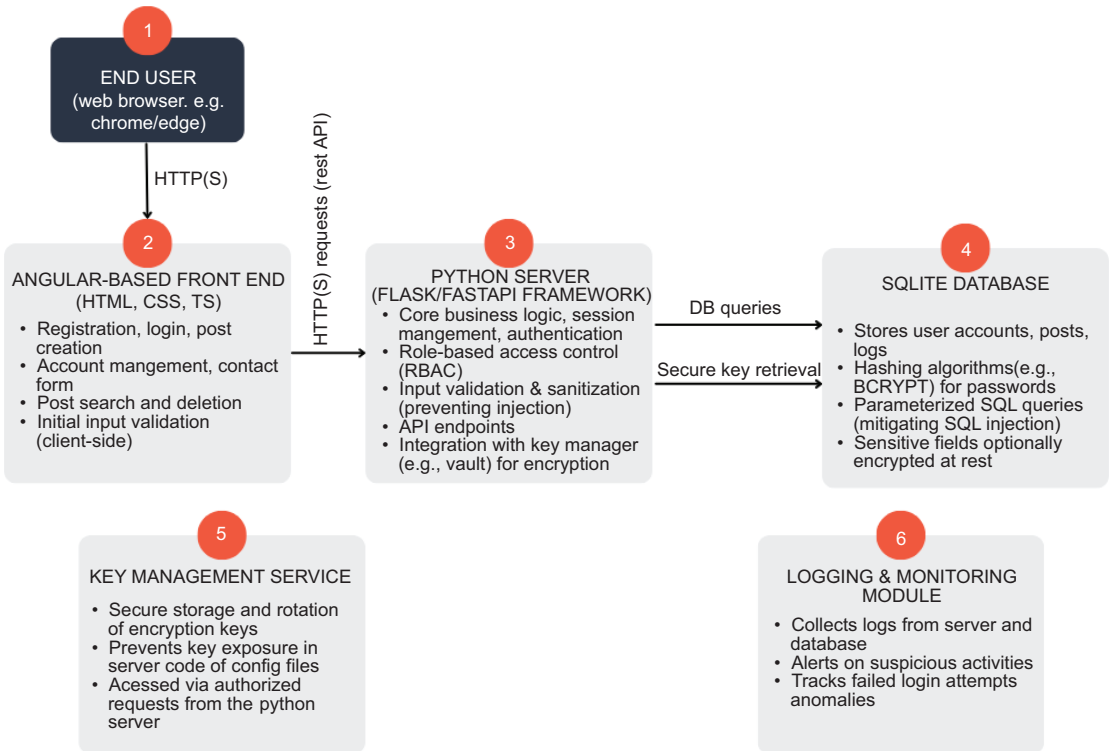 1
END USER
(web browser. e.g.
chrome/edge)
HTTP(S)
HTTP(S) requests (rest API)
2
ANGULAR-BASED FRONT END
(HTML, CSS, TS)
• Registration, login, post
creation
• Account mangement, contact
form
• Post search and deletion
• Initial input validation
(client-side)
3
PYTHON SERVER
(FLASK/FASTAPI FRAMEWORK)
• Core business logic, session
mangement, authentication
• Role-based access control
(RBAC)
• Input validation & sanitization
(preventing injection)
• API endpoints
• Integration with key manager
(e.g., vault) for encryption
DB queries
Secure key retrieval
4
SQLITE DATABASE
• Stores user accounts, posts,
logs
• Hashing algorithms(e.g.,
BCRYPT) for passwords
• Parameterized SQL queries
(mitigating SQL injection)
• Sensitive fields optionally
encrypted at rest
5
KEY MANAGEMENT SERVICE
• Secure storage and rotation
of encryption keys
• Prevents key exposure in
server code of config files
• Acessed via authorized
requests from the python
server
6
LOGGING & MONITORING
MODULE
• Collects logs from server and
database
• Alerts on suspicious activities
• Tracks failed login attempts
anomalies